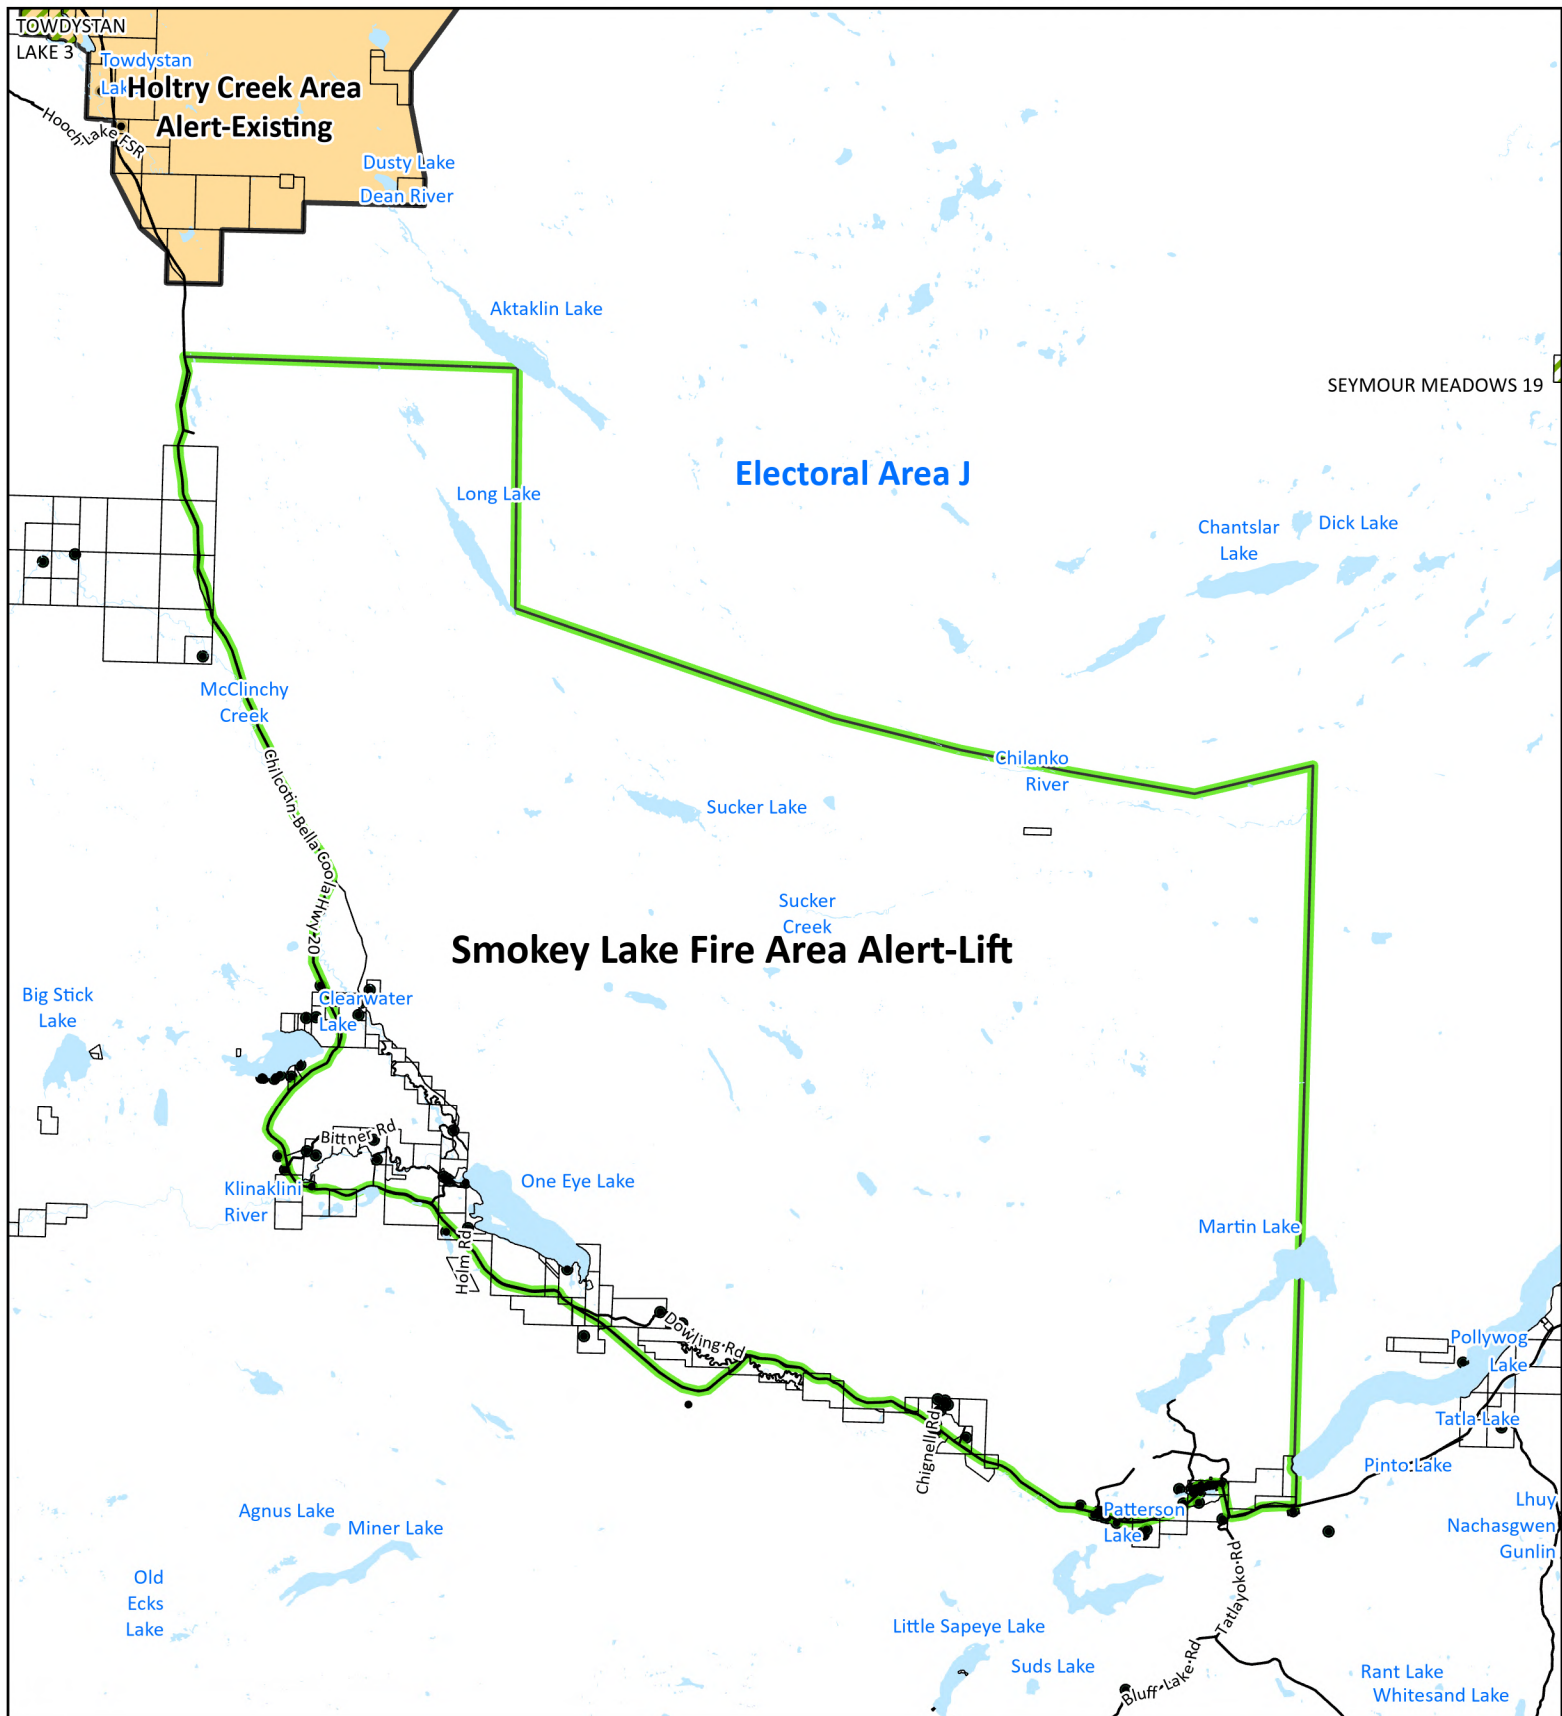 TOWDYSTAN
LAKE 3
Towdystan
Lake
Holtry Creek Area
Alert-Existing
Hooch Lake FSR
Dusty Lake
Dean River
Aktaklin Lake
SEYMOUR MEADOWS 19
Electoral Area J
Long Lake
Chantslar
Lake
Dick Lake
McClinchy
Creek
Chilcotin-Bella Coola Hwy 20
Chilanko
River
Sucker Lake
Sucker
Creek
Smokey Lake Fire Area Alert-Lift
Big Stick
Lake
Clearwater
Lake
Bittner Rd
Klinaklini
River
One Eye Lake
Holm Rd
Martin Lake
Dowling Rd
Pollywog
Lake
Chignell Rd
Tatla Lake
Pinto Lake
Patterson
Lake
Agnus Lake
Miner Lake
Lhuy
Nachasgwen
Gunlin
Old
Ecks
Lake
Tatlayoko Rd
Little Sapeye Lake
Suds Lake
Bluff Lake Rd
Rant Lake
Whitesand Lake